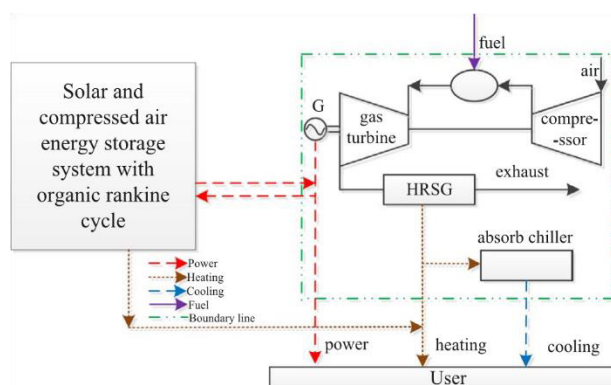 fuel
air
Solar and
compressed air
energy storage
system with
organic rankine
cycle
G
gas
turbine
compre-
-ssor
HRSG
exhaust
absorb chiller
Power
Heating
Cooling
Fuel
Boundary line
power
heating
cooling
User